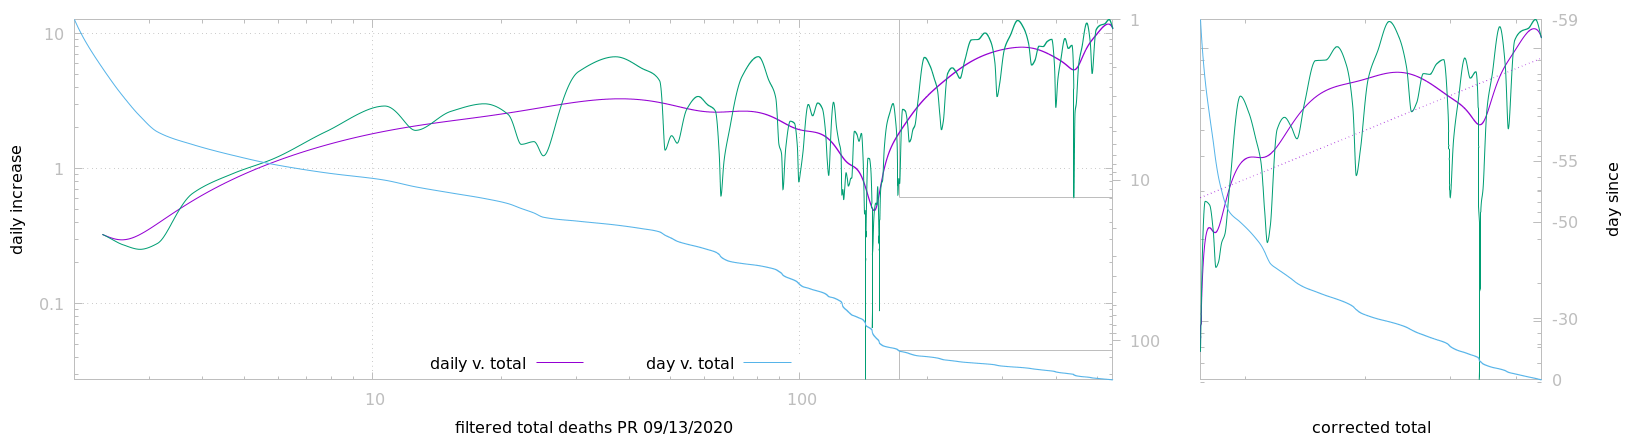 10
1
0.1
daily increase
10
100
1
10
100
daily v. total
day v. total
filtered total deaths PR 09/13/2020
-59
-55
-50
-30
0
day since
corrected total